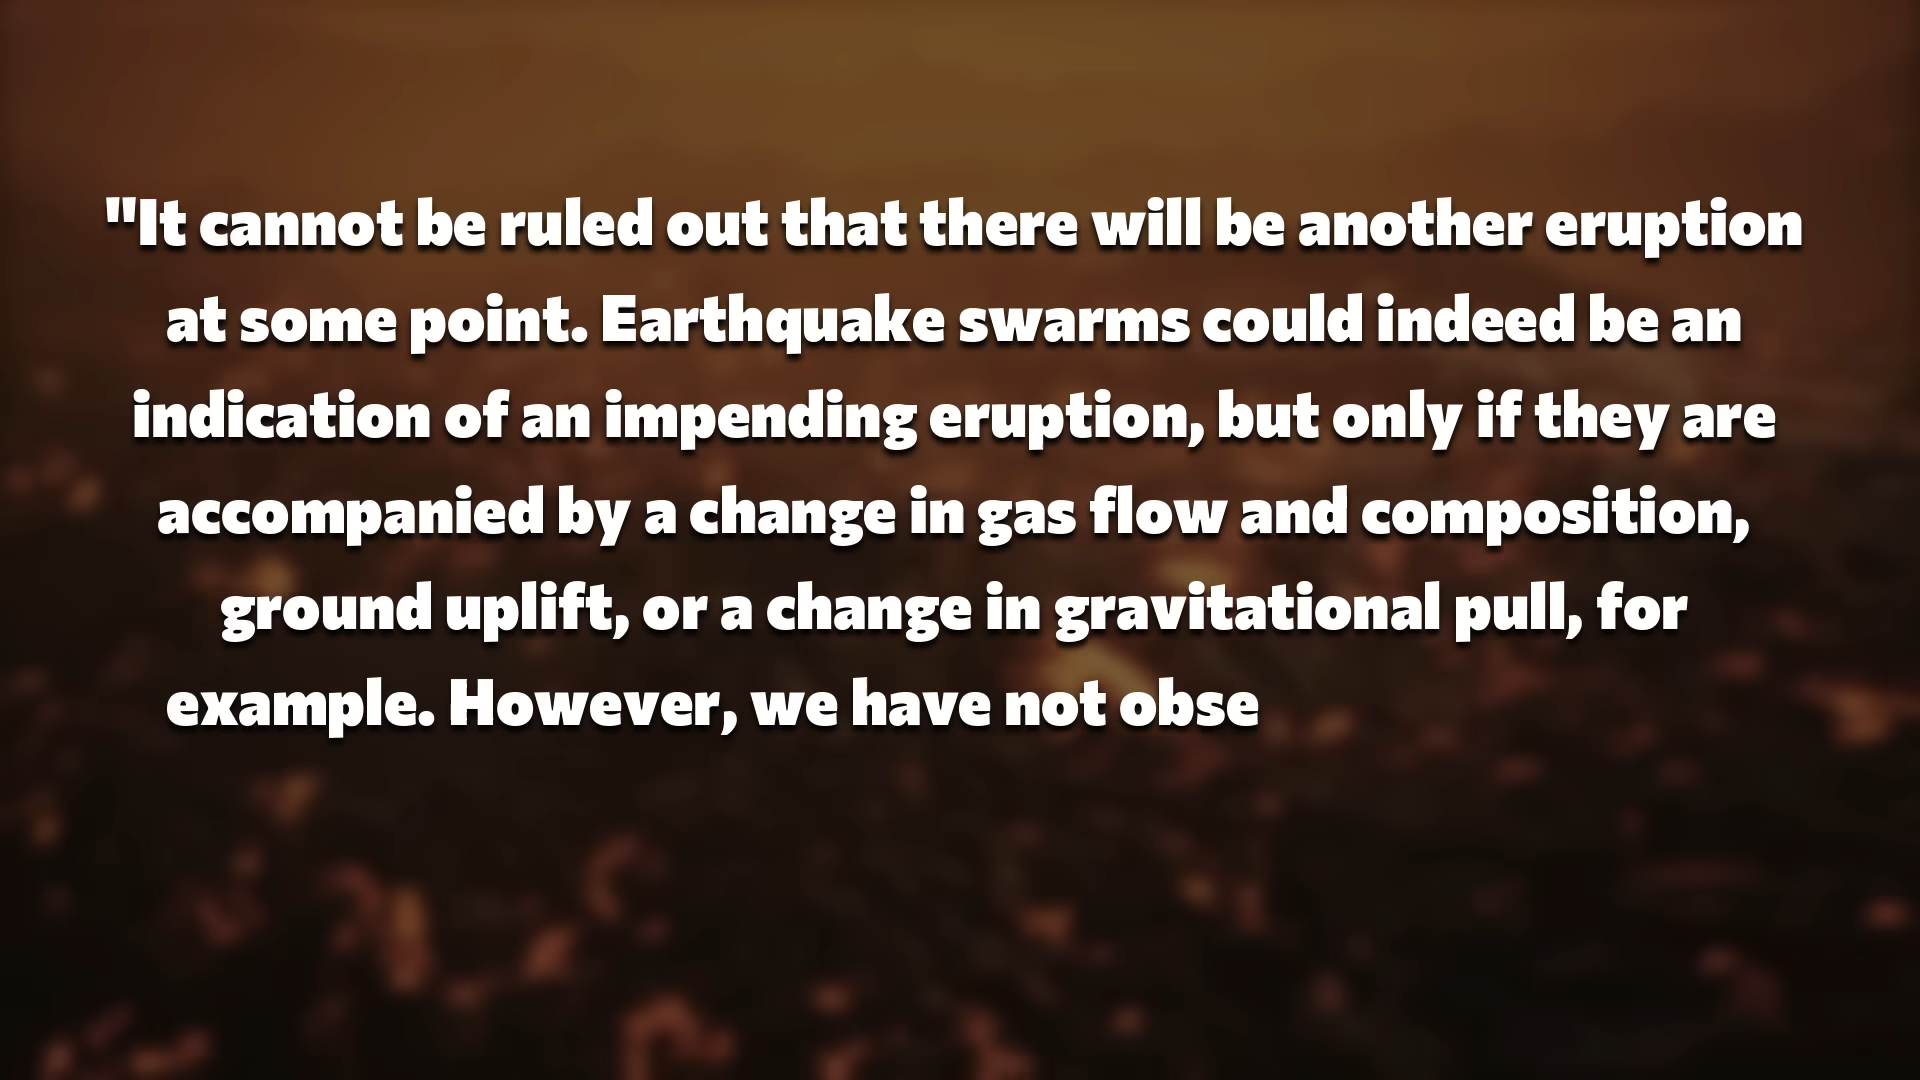 "It cannot be ruled out that there will be another eruption
at some point. Earthquake swarms could indeed be an
indication of an impending eruption, but only if they are
accompanied by a change in gas flow and composition,
ground uplift, or a change in gravitational pull, for
example. However, we have not obse